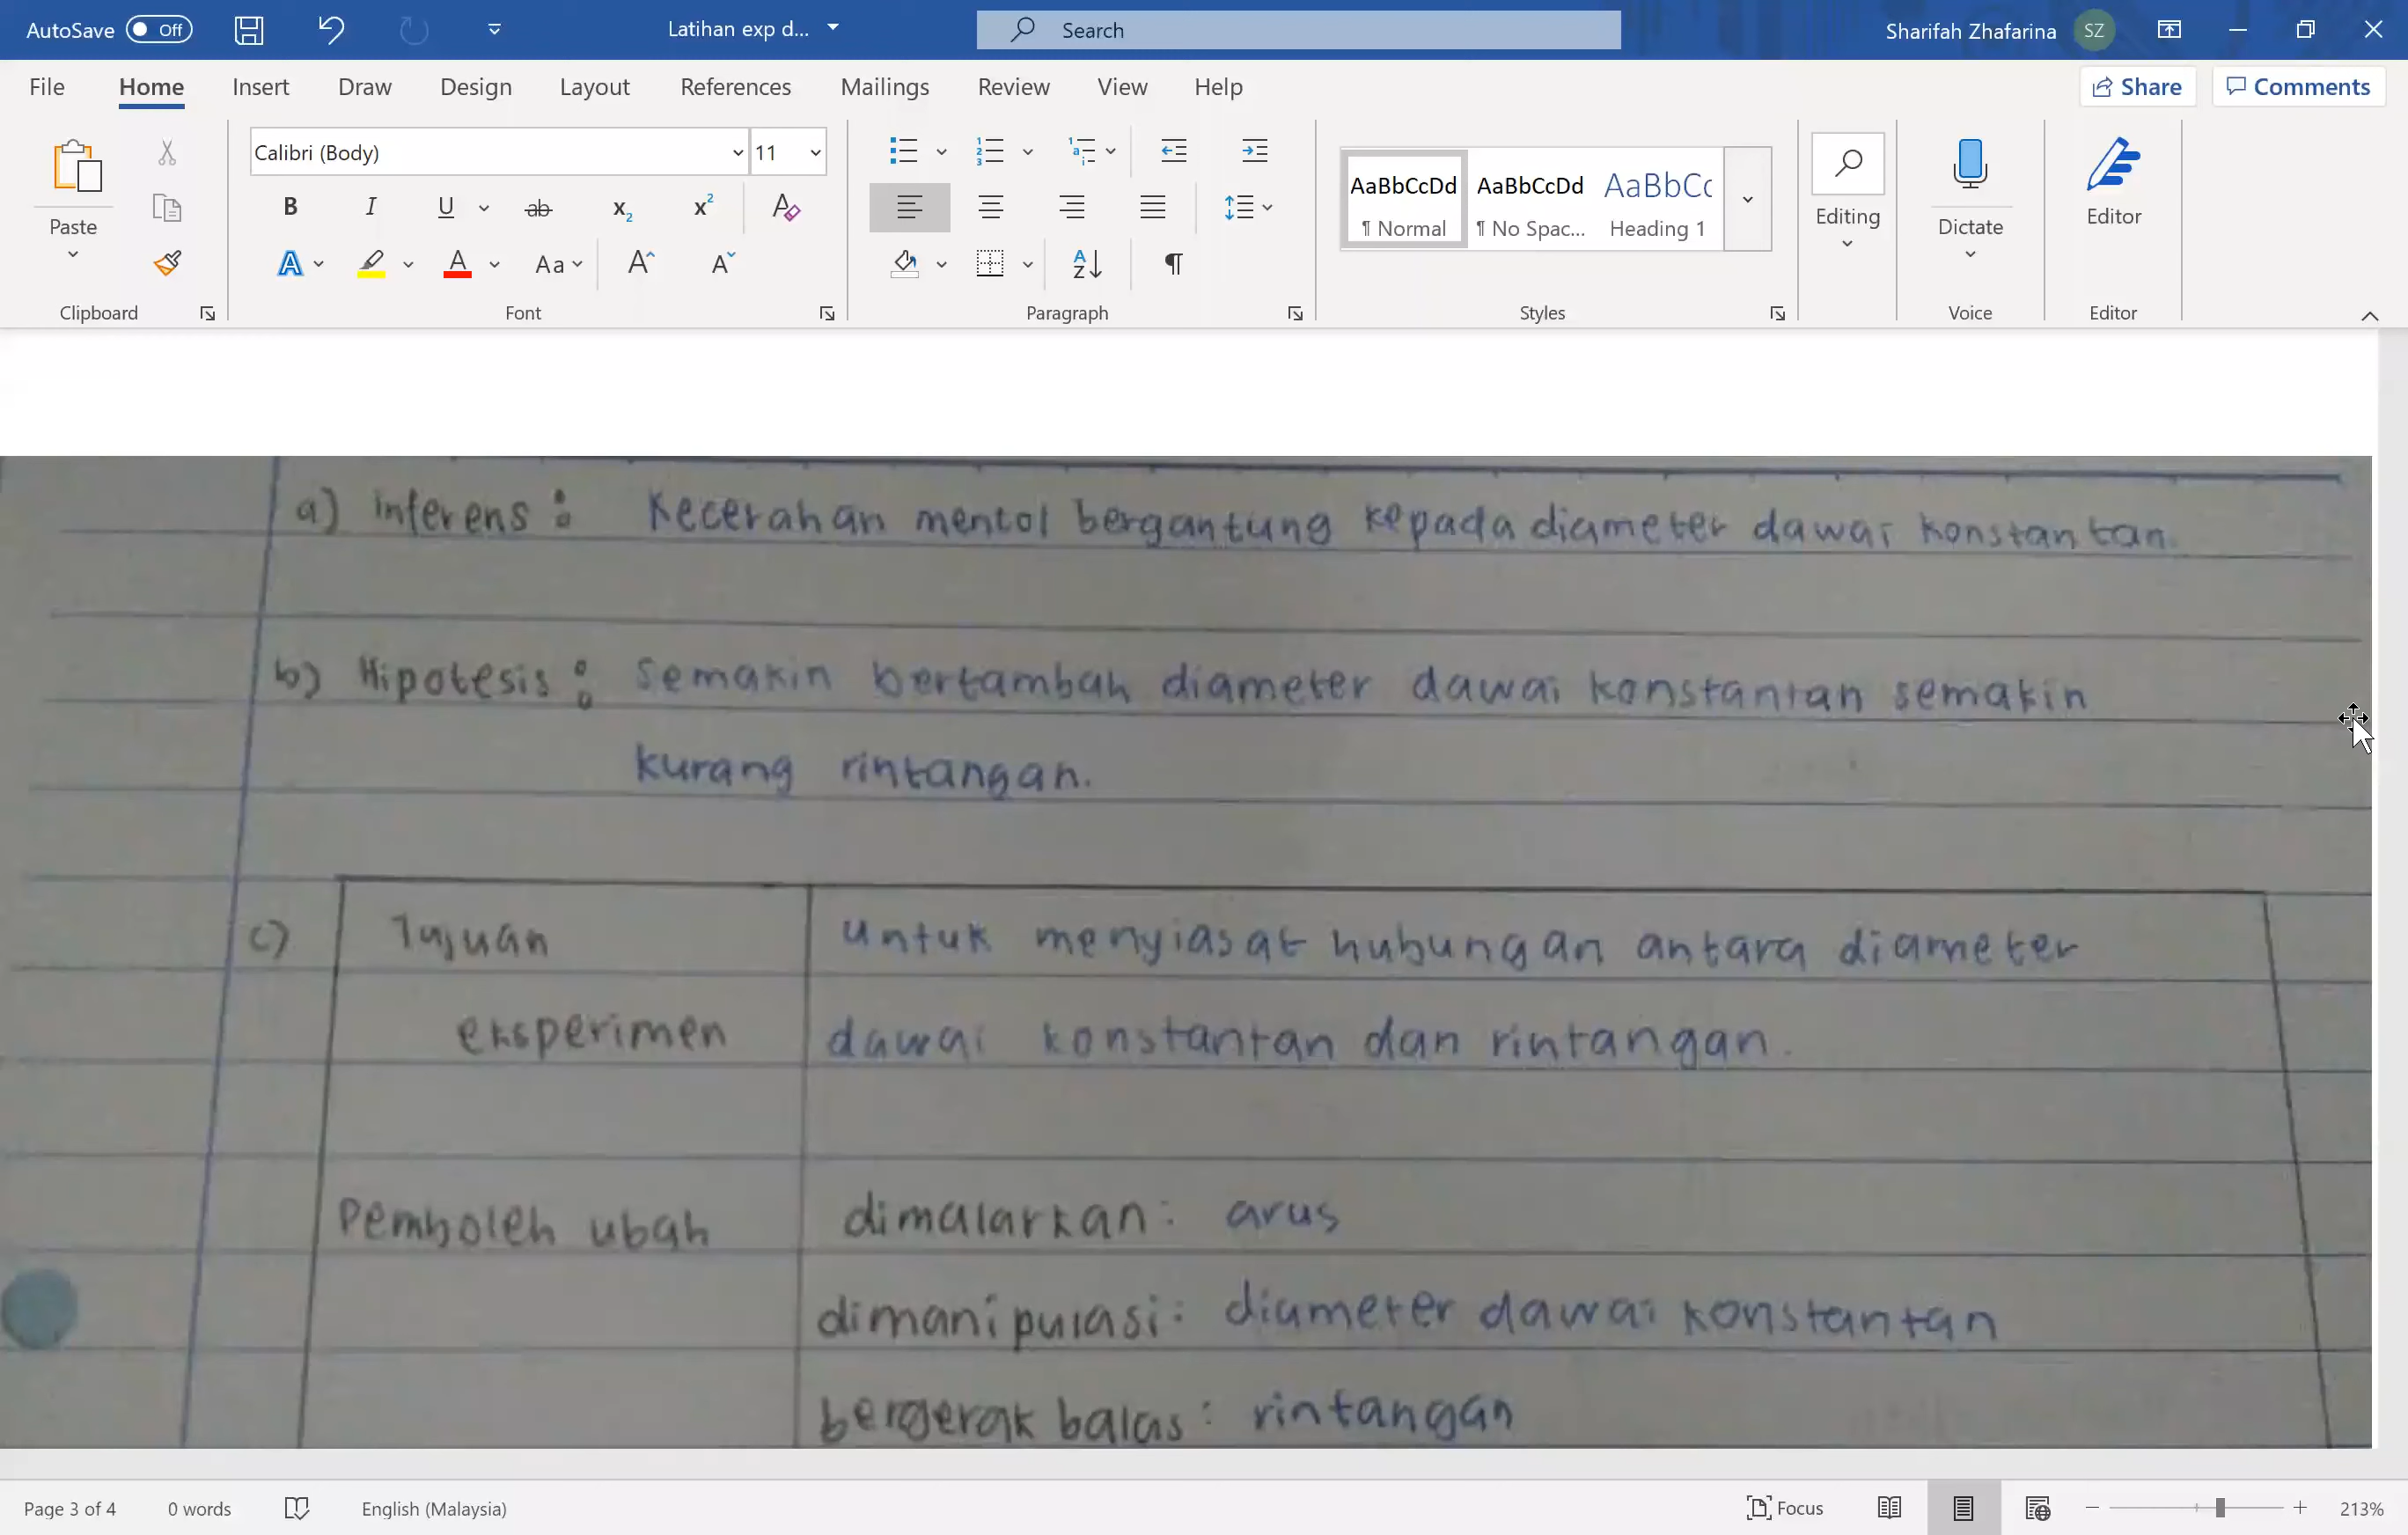 AutoSave Off Latihan exp d... Search Sharifah Zhafarina SZ
File Home Insert Draw Design Layout References Mailings Review View Help Share Comments
Paste
Clipboard
Calibri (Body) 11
B I U ab x2 x2 A
A A Aa A A
Font
Paragraph
AaBbCcDd AaBbCcDd AaBbCc
¶ Normal ¶ No Spac... Heading 1
Styles
Editing
Dictate
Voice
Editor
Editor
a) inferens : Kecerahan mentol bergantung kepada diameter dawai konstantan.
b) Hipotesis : Semakin bertambah diameter dawai konstantan semakin
kurang rintangan.
c) Tujuan untuk menyiasat hubungan antara diameter
eksperimen dawai konstantan dan rintangan.
Pemboleh ubah dimalarkan : arus
dimanipulasi : diameter dawai konstantan
bergerak balas : rintangan
Page 3 of 4 0 words English (Malaysia) Focus 213%